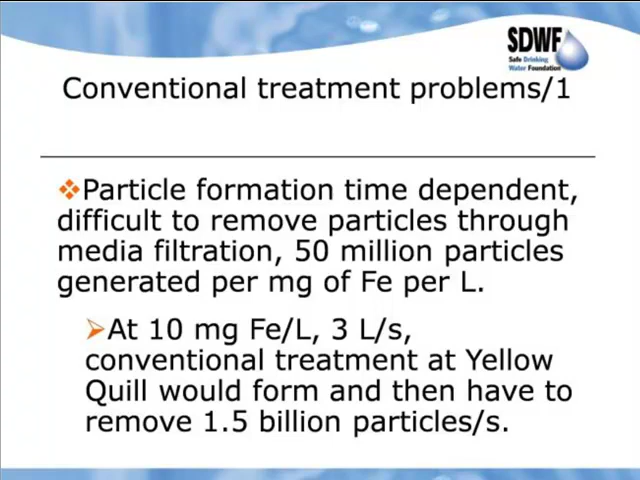 SDWF
Safe Drinking
Water Foundation
Conventional treatment problems/1
❖Particle formation time dependent,
difficult to remove particles through
media filtration, 50 million particles
generated per mg of Fe per L.
➢At 10 mg Fe/L, 3 L/s,
conventional treatment at Yellow
Quill would form and then have to
remove 1.5 billion particles/s.